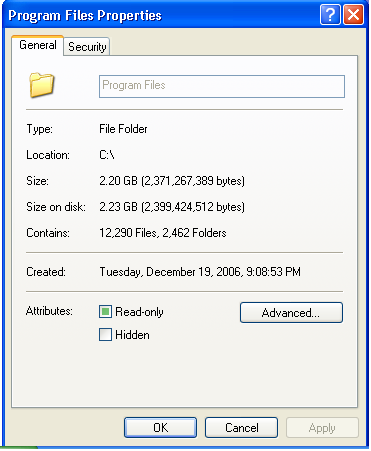 Program Files Properties
General Security
Program Files
Type: File Folder
Location: C:\
Size: 2.20 GB (2,371,267,389 bytes)
Size on disk: 2.23 GB (2,399,424,512 bytes)
Contains: 12,290 Files, 2,462 Folders
Created: Tuesday, December 19, 2006, 9:08:53 PM
Attributes: Read-only Advanced...
Hidden
OK Cancel Apply